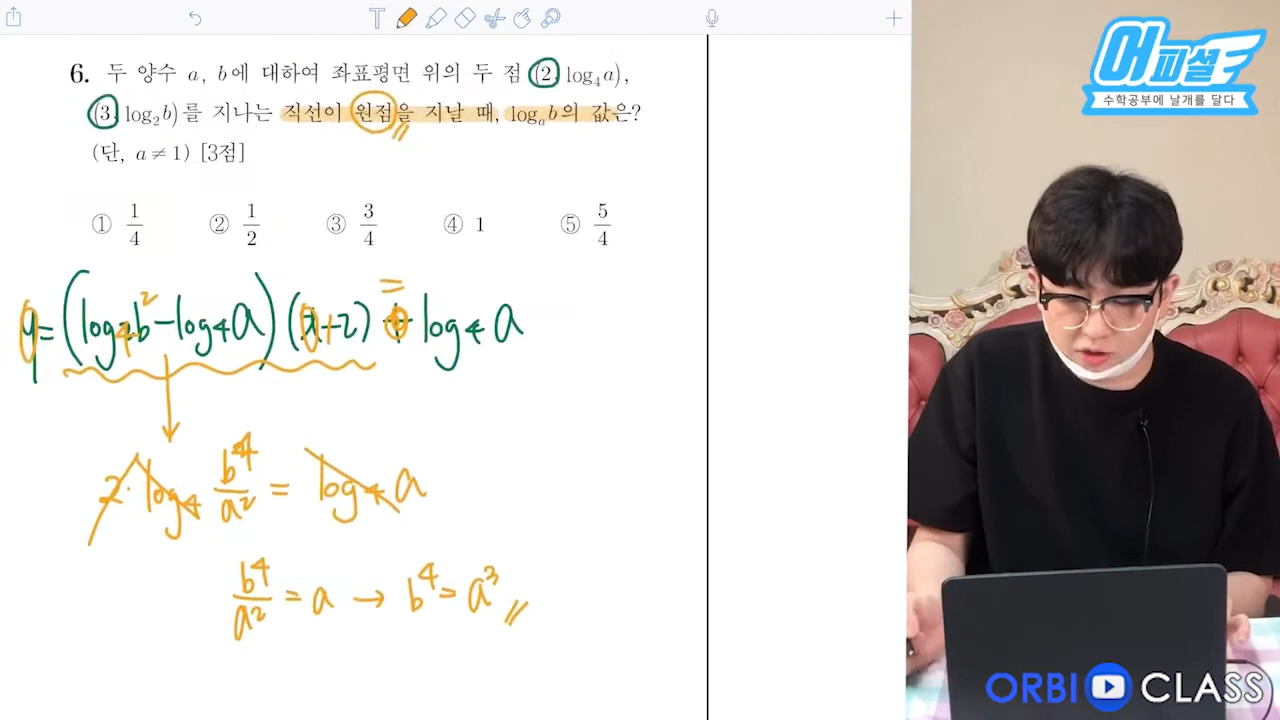 6. 두 양수 a, b에 대하여 좌표평면 위의 두 점 (2, log₄a),
(3, log₂b)를 지나는 직선이 원점을 지날 때, logₐb의 값은?
(단, a≠1) [3점]
① 1/4 ② 1/2 ③ 3/4 ④ 1 ⑤ 5/4
y=(log₄b²-log₄a)(x-2)+log₄a
=
0
2·log₄ b⁴/a² = log₄ a
b⁴/a² = a → b⁴ = a³
어피셜
수학공부에 날개를 달다
ORBI CLASS